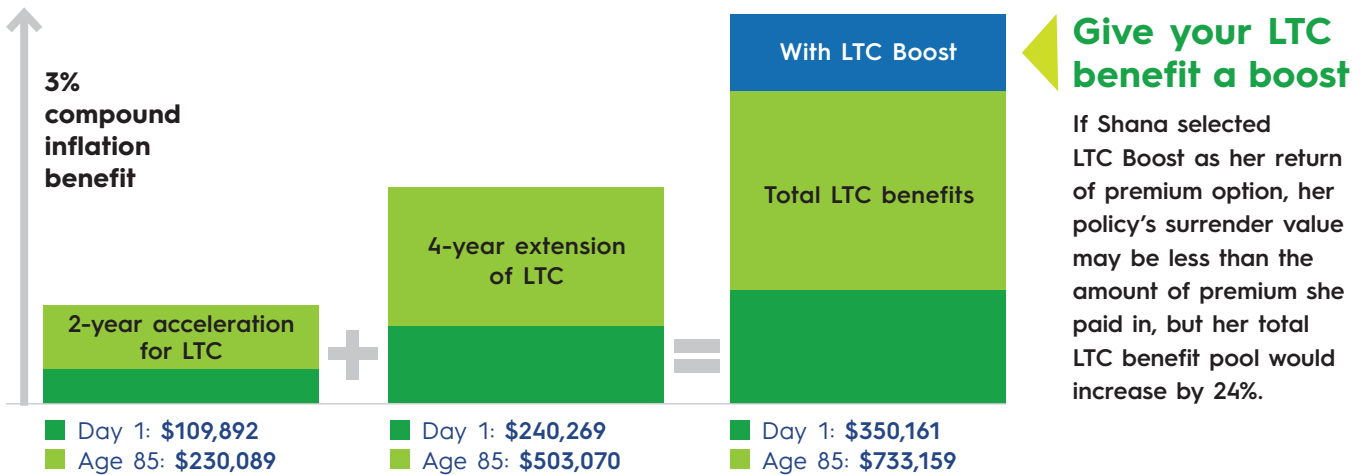 3%
compound
inflation
benefit
2-year acceleration
for LTC
Day 1: $109,892
Age 85: $230,089
4-year extension
of LTC
Day 1: $240,269
Age 85: $503,070
With LTC Boost
Total LTC benefits
Day 1: $350,161
Age 85: $733,159
Give your LTC
benefit a boost
If Shana selected
LTC Boost as her return
of premium option, her
policy’s surrender value
may be less than the
amount of premium she
paid in, but her total
LTC benefit pool would
increase by 24%.